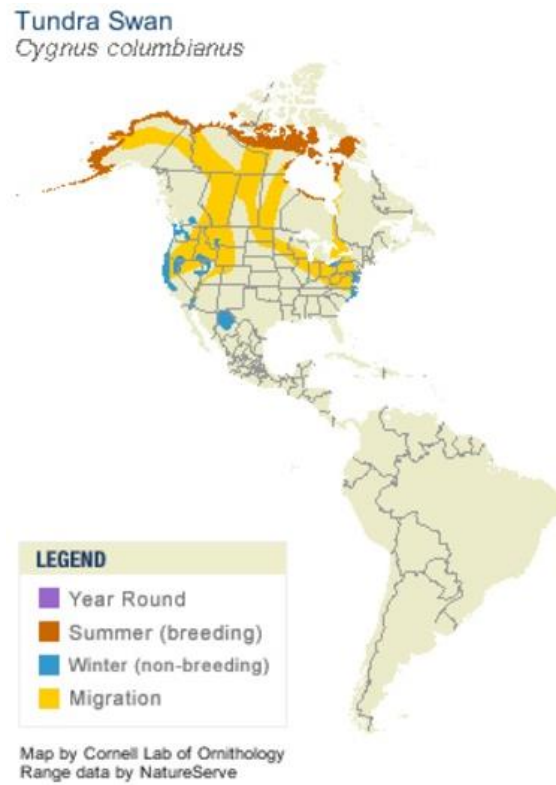 Tundra Swan
Cygnus columbianus
LEGEND
Year Round
Summer (breeding)
Winter (non-breeding)
Migration
Map by Cornell Lab of Ornithology
Range data by NatureServe